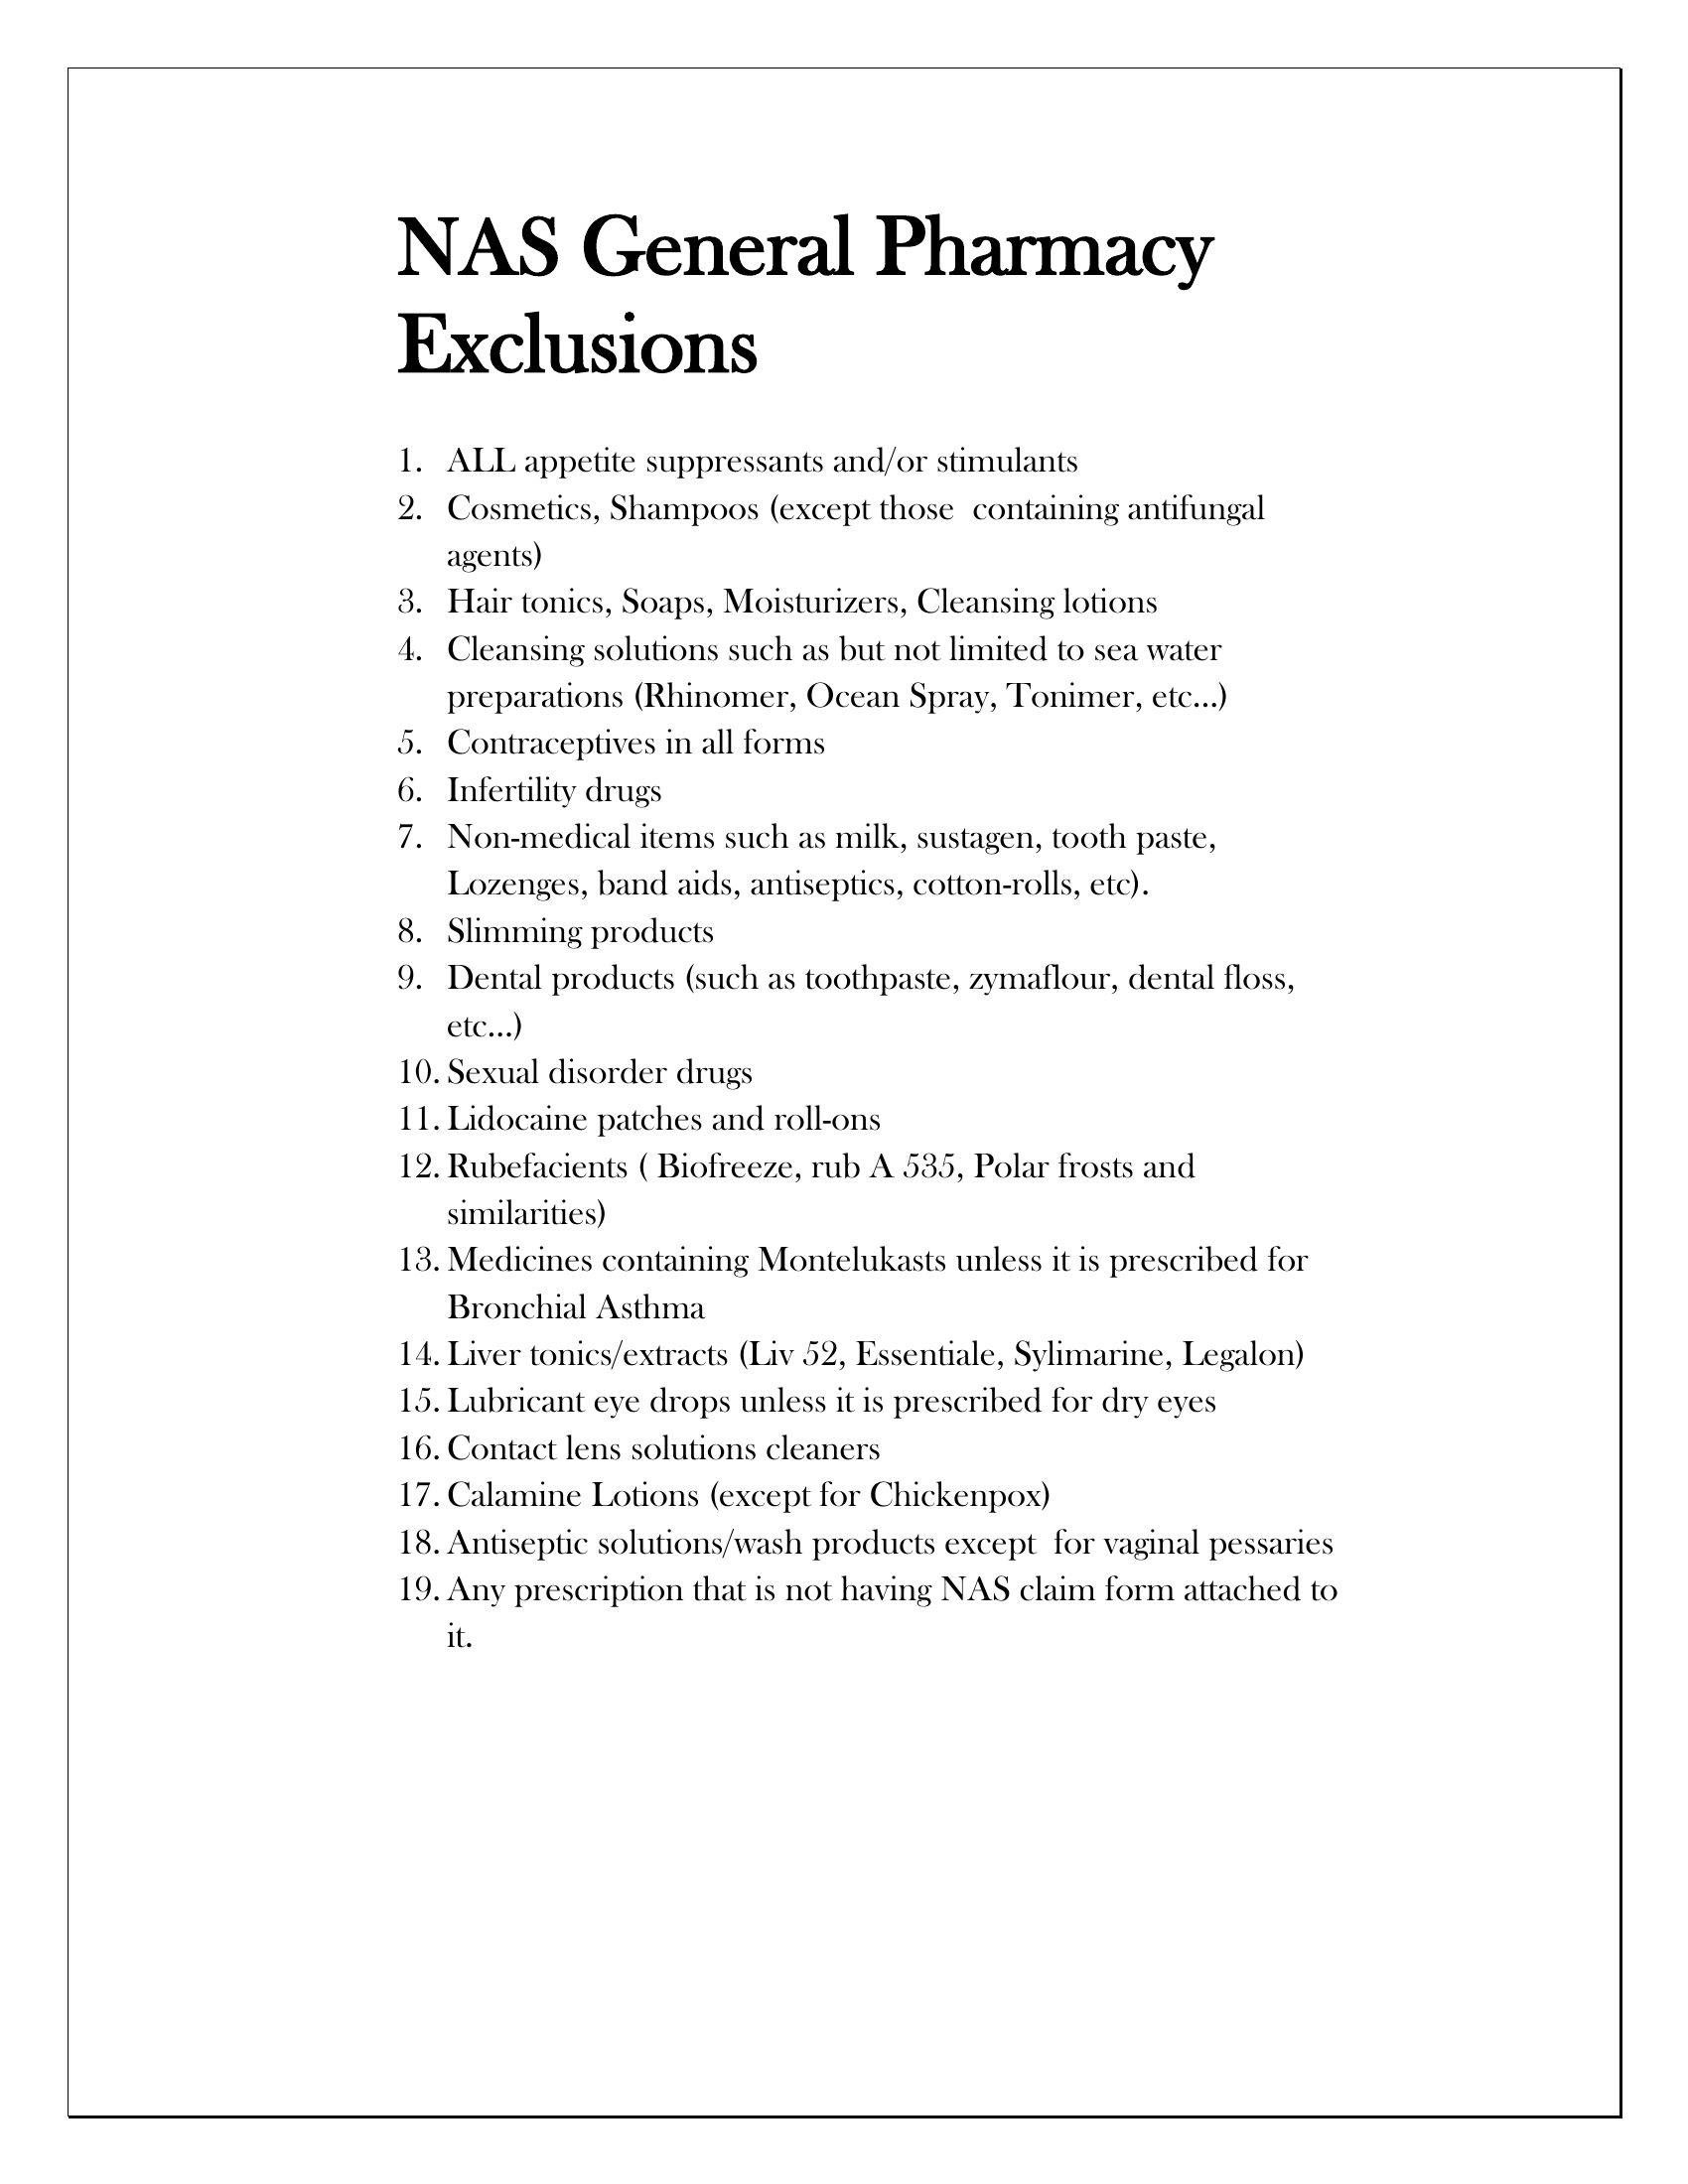 NAS General Pharmacy
Exclusions
1. ALL appetite suppressants and/or stimulants
2. Cosmetics, Shampoos (except those  containing antifungal
agents)
3. Hair tonics, Soaps, Moisturizers, Cleansing lotions
4. Cleansing solutions such as but not limited to sea water
preparations (Rhinomer, Ocean Spray, Tonimer, etc...)
5. Contraceptives in all forms
6. Infertility drugs
7. Non-medical items such as milk, sustagen, tooth paste,
Lozenges, band aids, antiseptics, cotton-rolls, etc).
8. Slimming products
9. Dental products (such as toothpaste, zymaflour, dental floss,
etc...)
10. Sexual disorder drugs
11. Lidocaine patches and roll-ons
12. Rubefacients ( Biofreeze, rub A 535, Polar frosts and
similarities)
13. Medicines containing Montelukasts unless it is prescribed for
Bronchial Asthma
14. Liver tonics/extracts (Liv 52, Essentiale, Sylimarine, Legalon)
15. Lubricant eye drops unless it is prescribed for dry eyes
16. Contact lens solutions cleaners
17. Calamine Lotions (except for Chickenpox)
18. Antiseptic solutions/wash products except  for vaginal pessaries
19. Any prescription that is not having NAS claim form attached to
it.